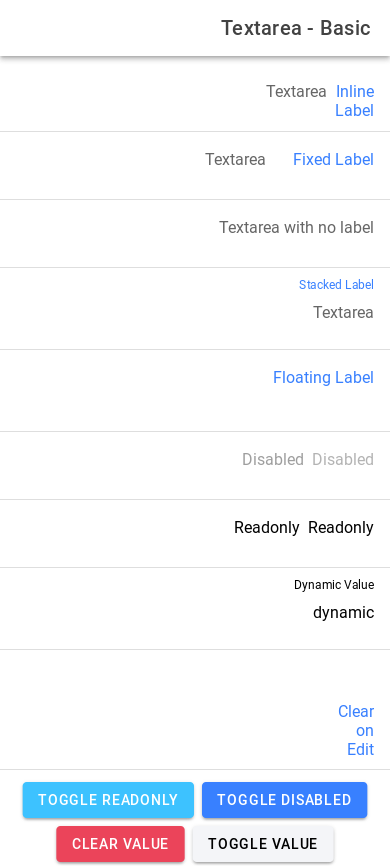 Textarea - Basic
Textarea Inline
Label
Textarea Fixed Label
Textarea with no label
Stacked Label
Textarea
Floating Label
Disabled Disabled
Readonly Readonly
Dynamic Value
dynamic
Clear
on
Edit
TOGGLE READONLY TOGGLE DISABLED
CLEAR VALUE TOGGLE VALUE